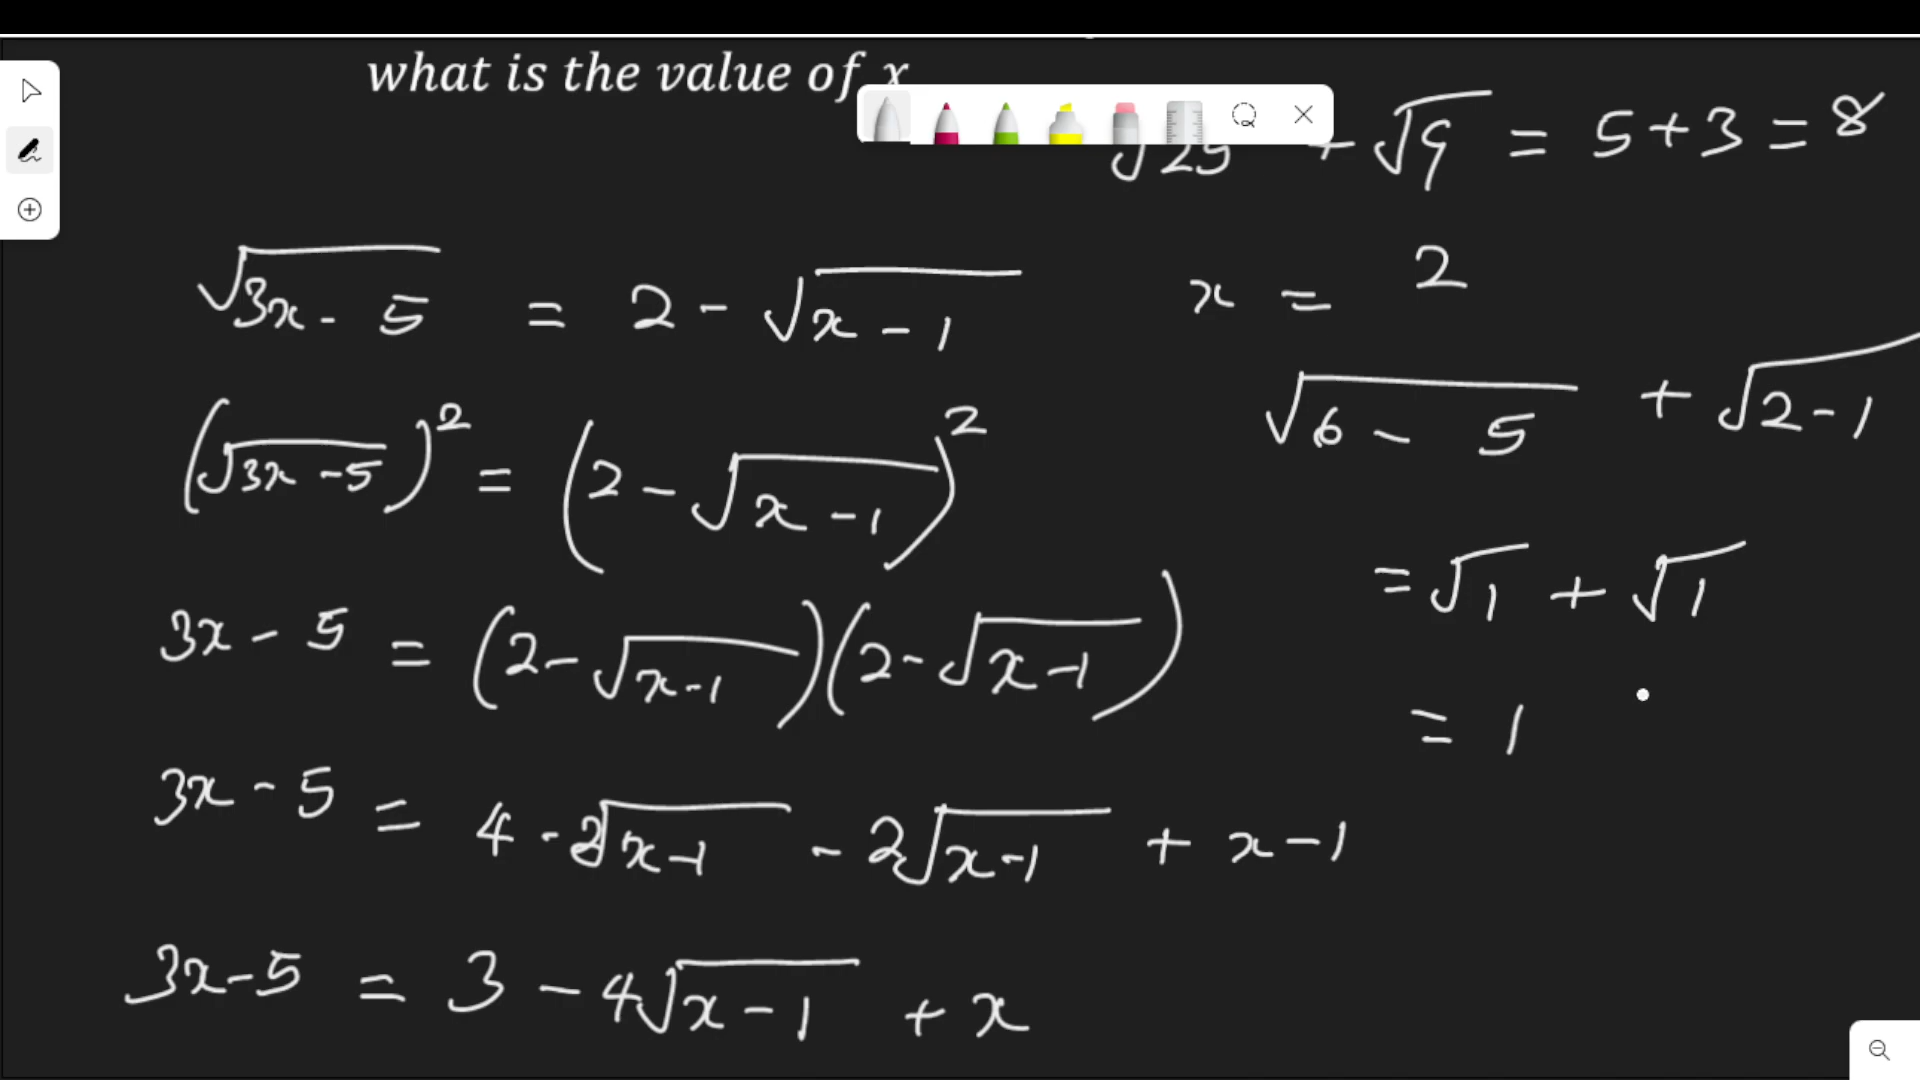 what is the value of x
√25 + √9 = 5 + 3 = 8
√(3x - 5) = 2 - √(x - 1)
(√(3x - 5))² = (2 - √(x - 1))²
3x - 5 = (2 - √(x - 1))(2 - √(x - 1))
3x - 5 = 4 - 2√(x - 1) - 2√(x - 1) + x - 1
3x - 5 = 3 - 4√(x - 1) + x
x = 2
√(6 - 5) + √(2 - 1)
= √1 + √1
= 1